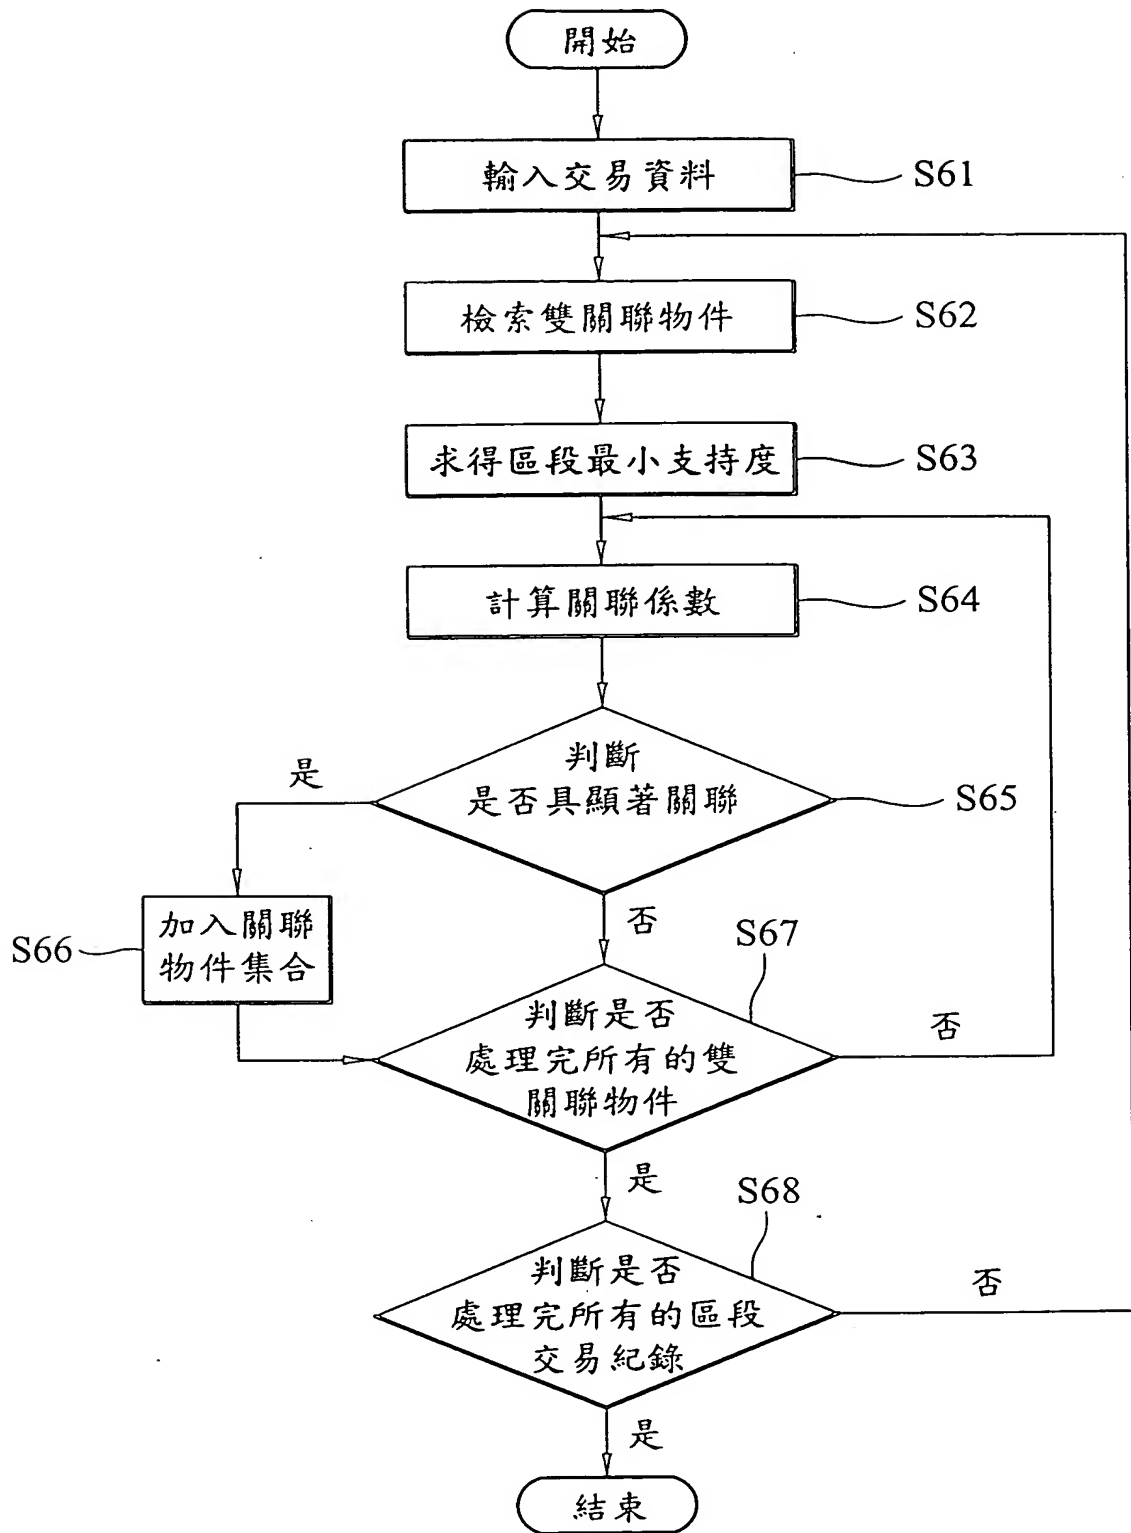 開始
輸入交易資料
S61
檢索雙關聯物件
S62
求得區段最小支持度
S63
計算關聯係數
S64
是
判斷
是否具顯著關聯
S65
加入關聯
物件集合
S66
否
S67
判斷是否
處理完所有的雙
關聯物件
否
是
S68
判斷是否
處理完所有的區段
交易紀錄
否
是
結束